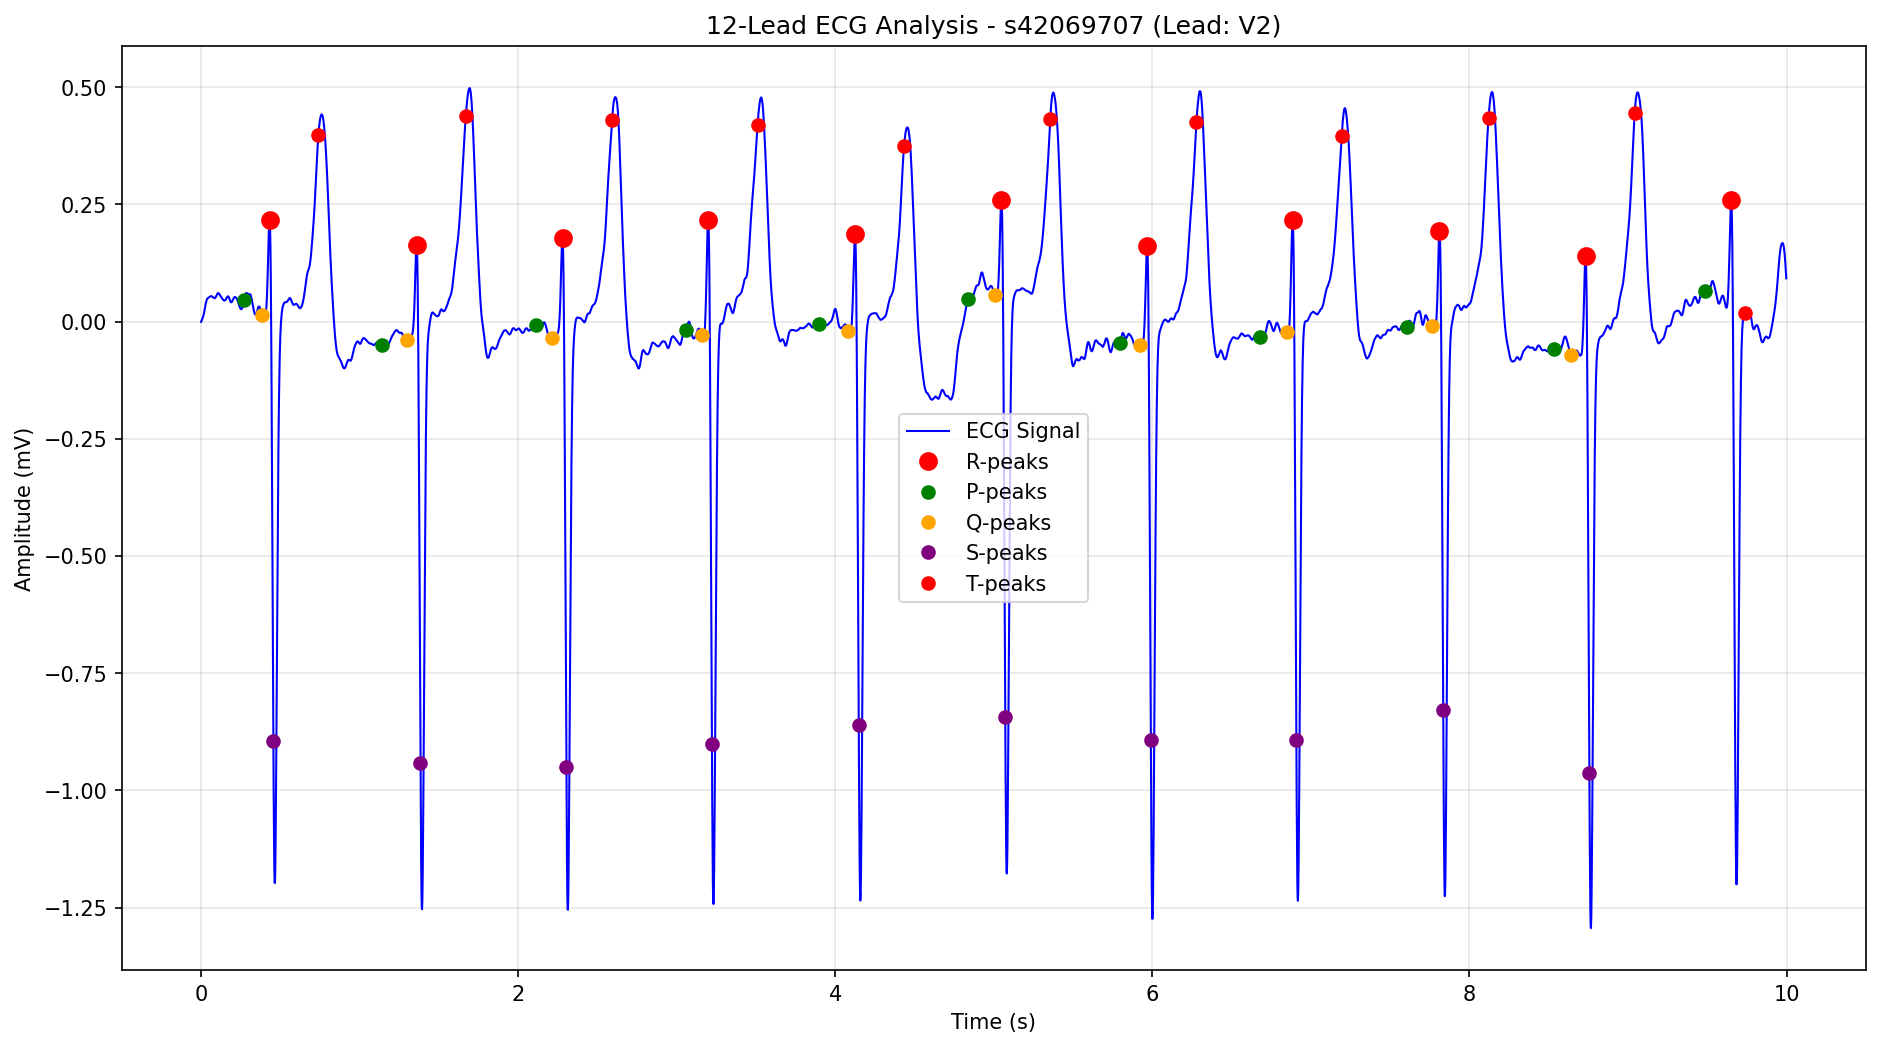 12-Lead ECG Analysis - s42069707 (Lead: V2)
0.50
0.25
0.00
−0.25
−0.50
−0.75
−1.00
−1.25
Amplitude (mV)
ECG Signal
R-peaks
P-peaks
Q-peaks
S-peaks
T-peaks
0 2 4 6 8 10
Time (s)